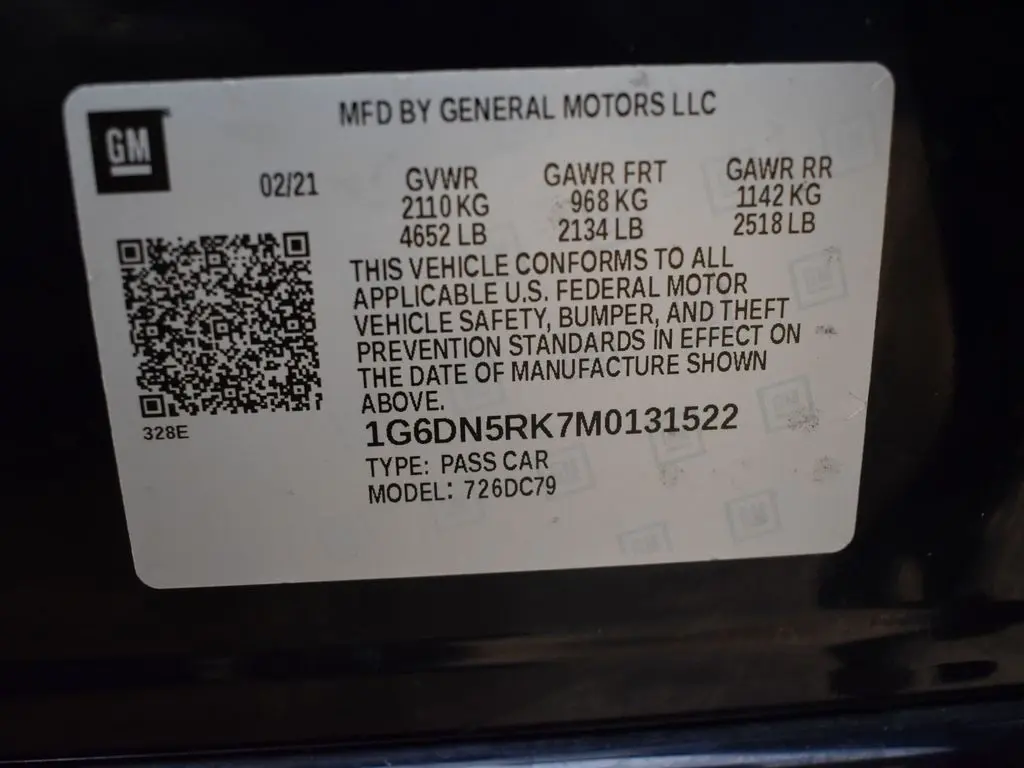 GM
MFD BY GENERAL MOTORS LLC
02/21
GVWR
2110 KG
4652 LB
GAWR FRT
968 KG
2134 LB
GAWR RR
1142 KG
2518 LB
THIS VEHICLE CONFORMS TO ALL
APPLICABLE U.S. FEDERAL MOTOR
VEHICLE SAFETY, BUMPER, AND THEFT
PREVENTION STANDARDS IN EFFECT ON
THE DATE OF MANUFACTURE SHOWN
ABOVE.
328E
1G6DN5RK7M0131522
TYPE: PASS CAR
MODEL: 726DC79